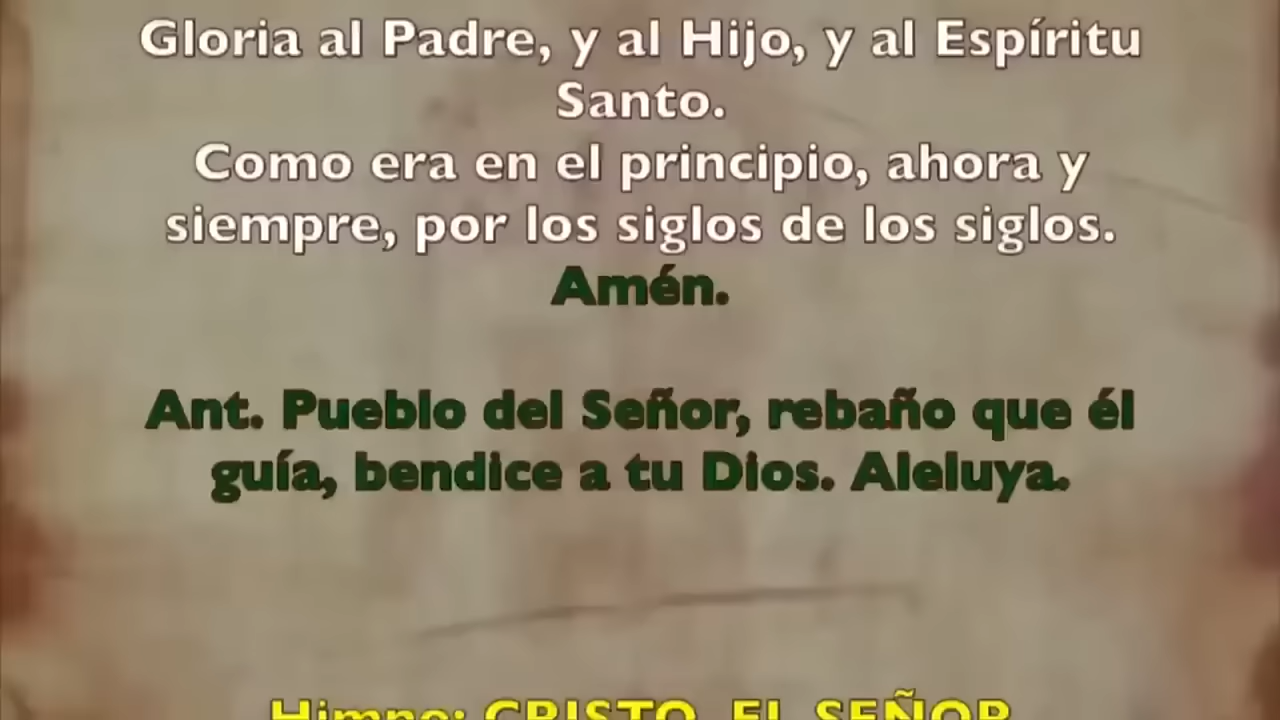 Gloria al Padre, y al Hijo, y al Espíritu
Santo.
Como era en el principio, ahora y
siempre, por los siglos de los siglos.
Amén.
Ant. Pueblo del Señor, rebaño que él
guía, bendice a tu Dios. Aleluya.
Himno: CRISTO, EL SEÑOR